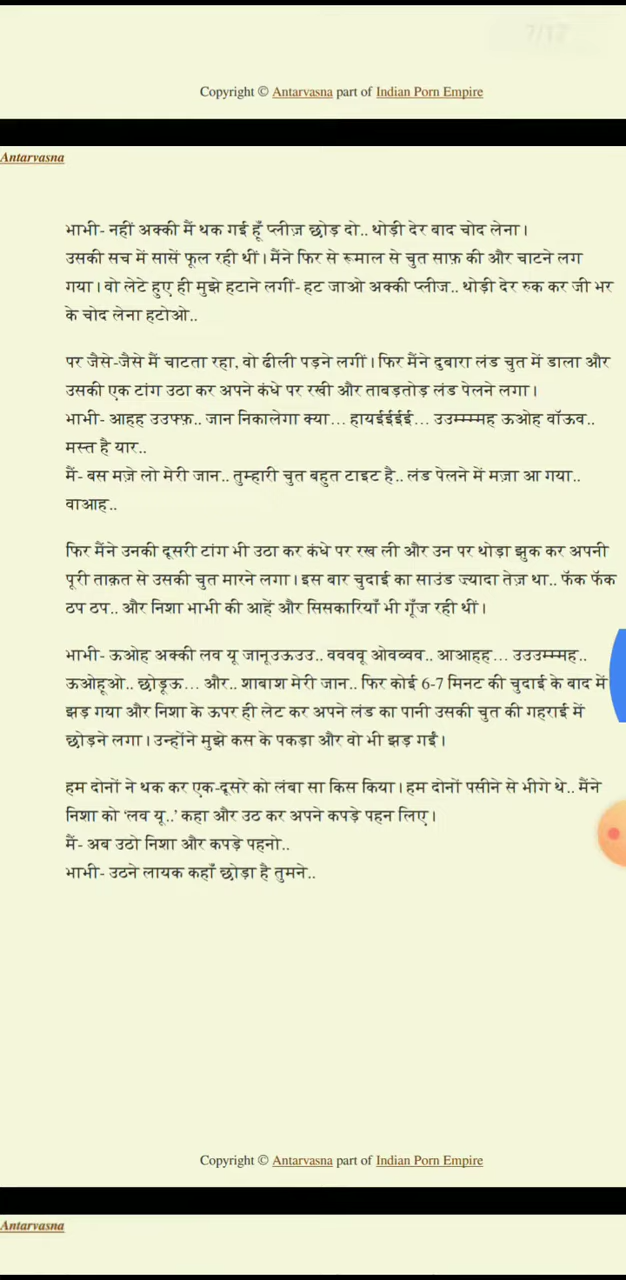 7/17
Copyright © Antarvasna part of Indian Porn Empire
Antarvasna
भाभी- नहीं अक्की मैं थक गई हूँ प्लीज़ छोड़ दो.. थोड़ी देर बाद चोद लेना।
उसकी सच में सासें फूल रही थीं। मैंने फिर से रूमाल से चुत साफ़ की और चाटने लग
गया। वो लेटे हुए ही मुझे हटाने लगीं- हट जाओ अक्की प्लीज.. थोड़ी देर रुक कर जी भर
के चोद लेना हटोओ..
पर जैसे-जैसे मैं चाटता रहा, वो ढीली पड़ने लगीं। फिर मैंने दुबारा लंड चुत में डाला और
उसकी एक टांग उठा कर अपने कंधे पर रखी और ताबड़तोड़ लंड पेलने लगा।
भाभी- आहह उउफ्फ़.. जान निकालेगा क्या… हायईईईई… उउम्म्म्मह ऊओह वॉऊव..
मस्त है यार..
मैं- बस मज़े लो मेरी जान.. तुम्हारी चुत बहुत टाइट है.. लंड पेलने में मज़ा आ गया..
वाआह..
फिर मैंने उनकी दूसरी टांग भी उठा कर कंधे पर रख ली और उन पर थोड़ा झुक कर अपनी
पूरी ताक़त से उसकी चुत मारने लगा। इस बार चुदाई का साउंड ज्यादा तेज़ था.. फॅक फॅक
ठप ठप.. और निशा भाभी की आहें और सिसकारियाँ भी गूँज रही थीं।
भाभी- ऊओह अक्की लव यू जानूउऊउउ.. वववबू ओवव्वव.. आआहह… उउउम्म्मह..
ऊओहूओ.. छोड़ूऊ… और.. शाबाश मेरी जान.. फिर कोई 6-7 मिनट की चुदाई के बाद में
झड़ गया और निशा के ऊपर ही लेट कर अपने लंड का पानी उसकी चुत की गहराई में
छोड़ने लगा। उन्होंने मुझे कस के पकड़ा और वो भी झड़ गईं।
हम दोनों ने थक कर एक-दूसरे को लंबा सा किस किया। हम दोनों पसीने से भीगे थे.. मैंने
निशा को ‘लव यू..’ कहा और उठ कर अपने कपड़े पहन लिए।
मैं- अब उठो निशा और कपड़े पहनो..
भाभी- उठने लायक कहाँ छोड़ा है तुमने..
Copyright © Antarvasna part of Indian Porn Empire
Antarvasna